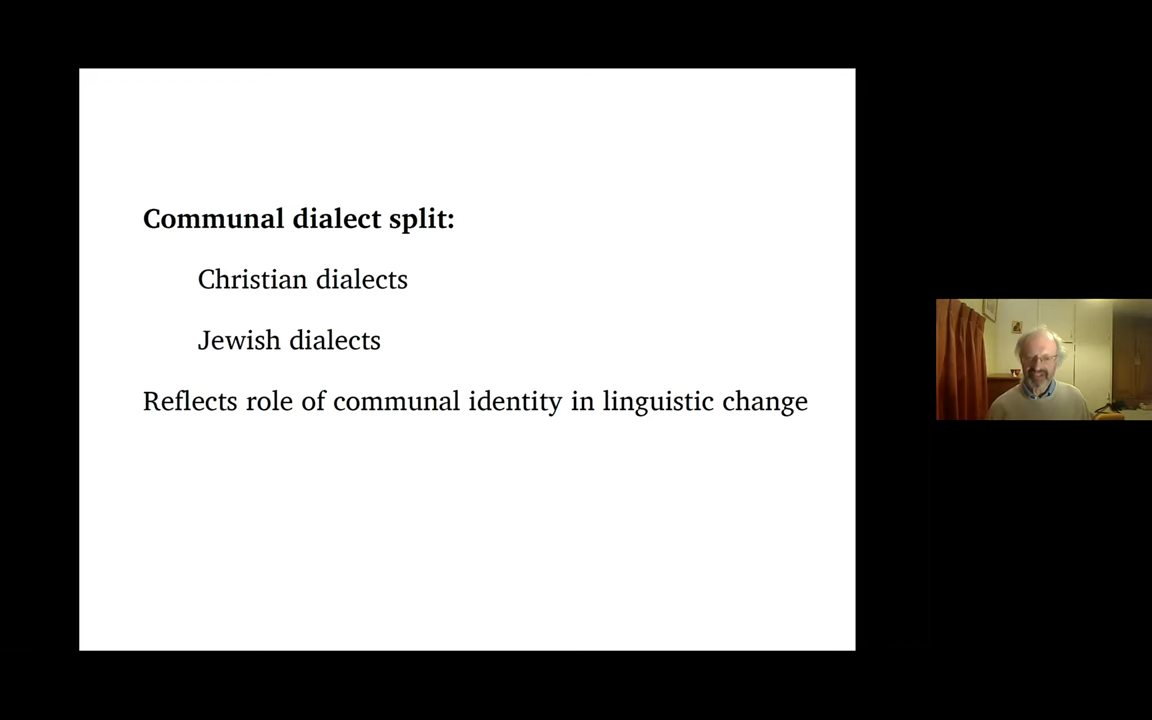 Communal dialect split:
Christian dialects
Jewish dialects
Reflects role of communal identity in linguistic change